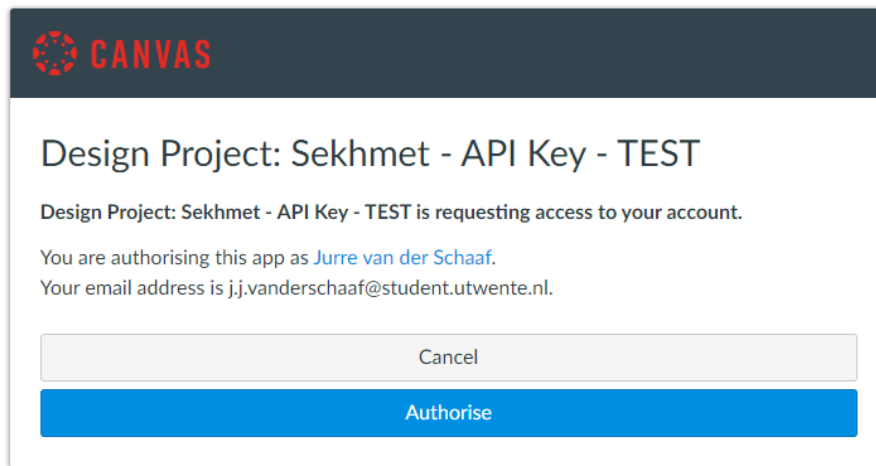 CANVAS
Design Project: Sekhmet - API Key - TEST
Design Project: Sekhmet - API Key - TEST is requesting access to your account.
You are authorising this app as Jurre van der Schaaf.
Your email address is j.j.vanderschaaf@student.utwente.nl.
Cancel
Authorise